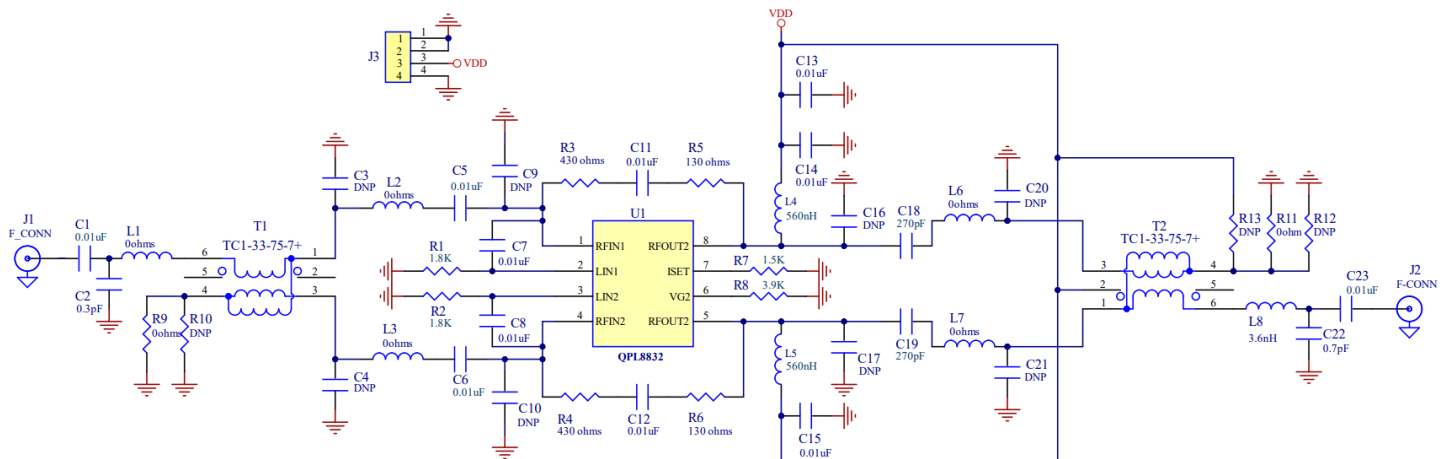 VDD
J3
1
2
3
4
1
2
3
4
VDD
J1
F_CONN
C1
0.01uF
C2
0.3pF
L1
0ohms
T1
TC1-33-75-7+
6
5
4
1
2
3
R9
0ohms
R10
DNP
C3
DNP
C4
DNP
L2
0ohms
L3
0ohms
C5
0.01uF
C6
0.01uF
C9
DNP
C10
DNP
R3
430 ohms
C11
0.01uF
R5
130 ohms
R1
1.8K
R2
1.8K
C7
0.01uF
C8
0.01uF
U1
1
RFIN1
2
LIN1
3
LIN2
4
RFIN2
RFOUT2
8
ISET
7
VG2
6
RFOUT2
5
QPL8832
R4
430 ohms
C12
0.01uF
R6
130 ohms
R7
1.5K
R8
3.9K
C13
0.01uF
C14
0.01uF
L4
560nH
C16
DNP
C18
270pF
L5
560nH
C17
DNP
C19
270pF
C15
0.01uF
L6
0ohms
L7
0ohms
C20
DNP
C21
DNP
T2
TC1-33-75-7+
3
2
1
4
5
6
R13
DNP
R11
0ohm
R12
DNP
L8
3.6nH
C22
0.7pF
C23
0.01uF
J2
F-CONN